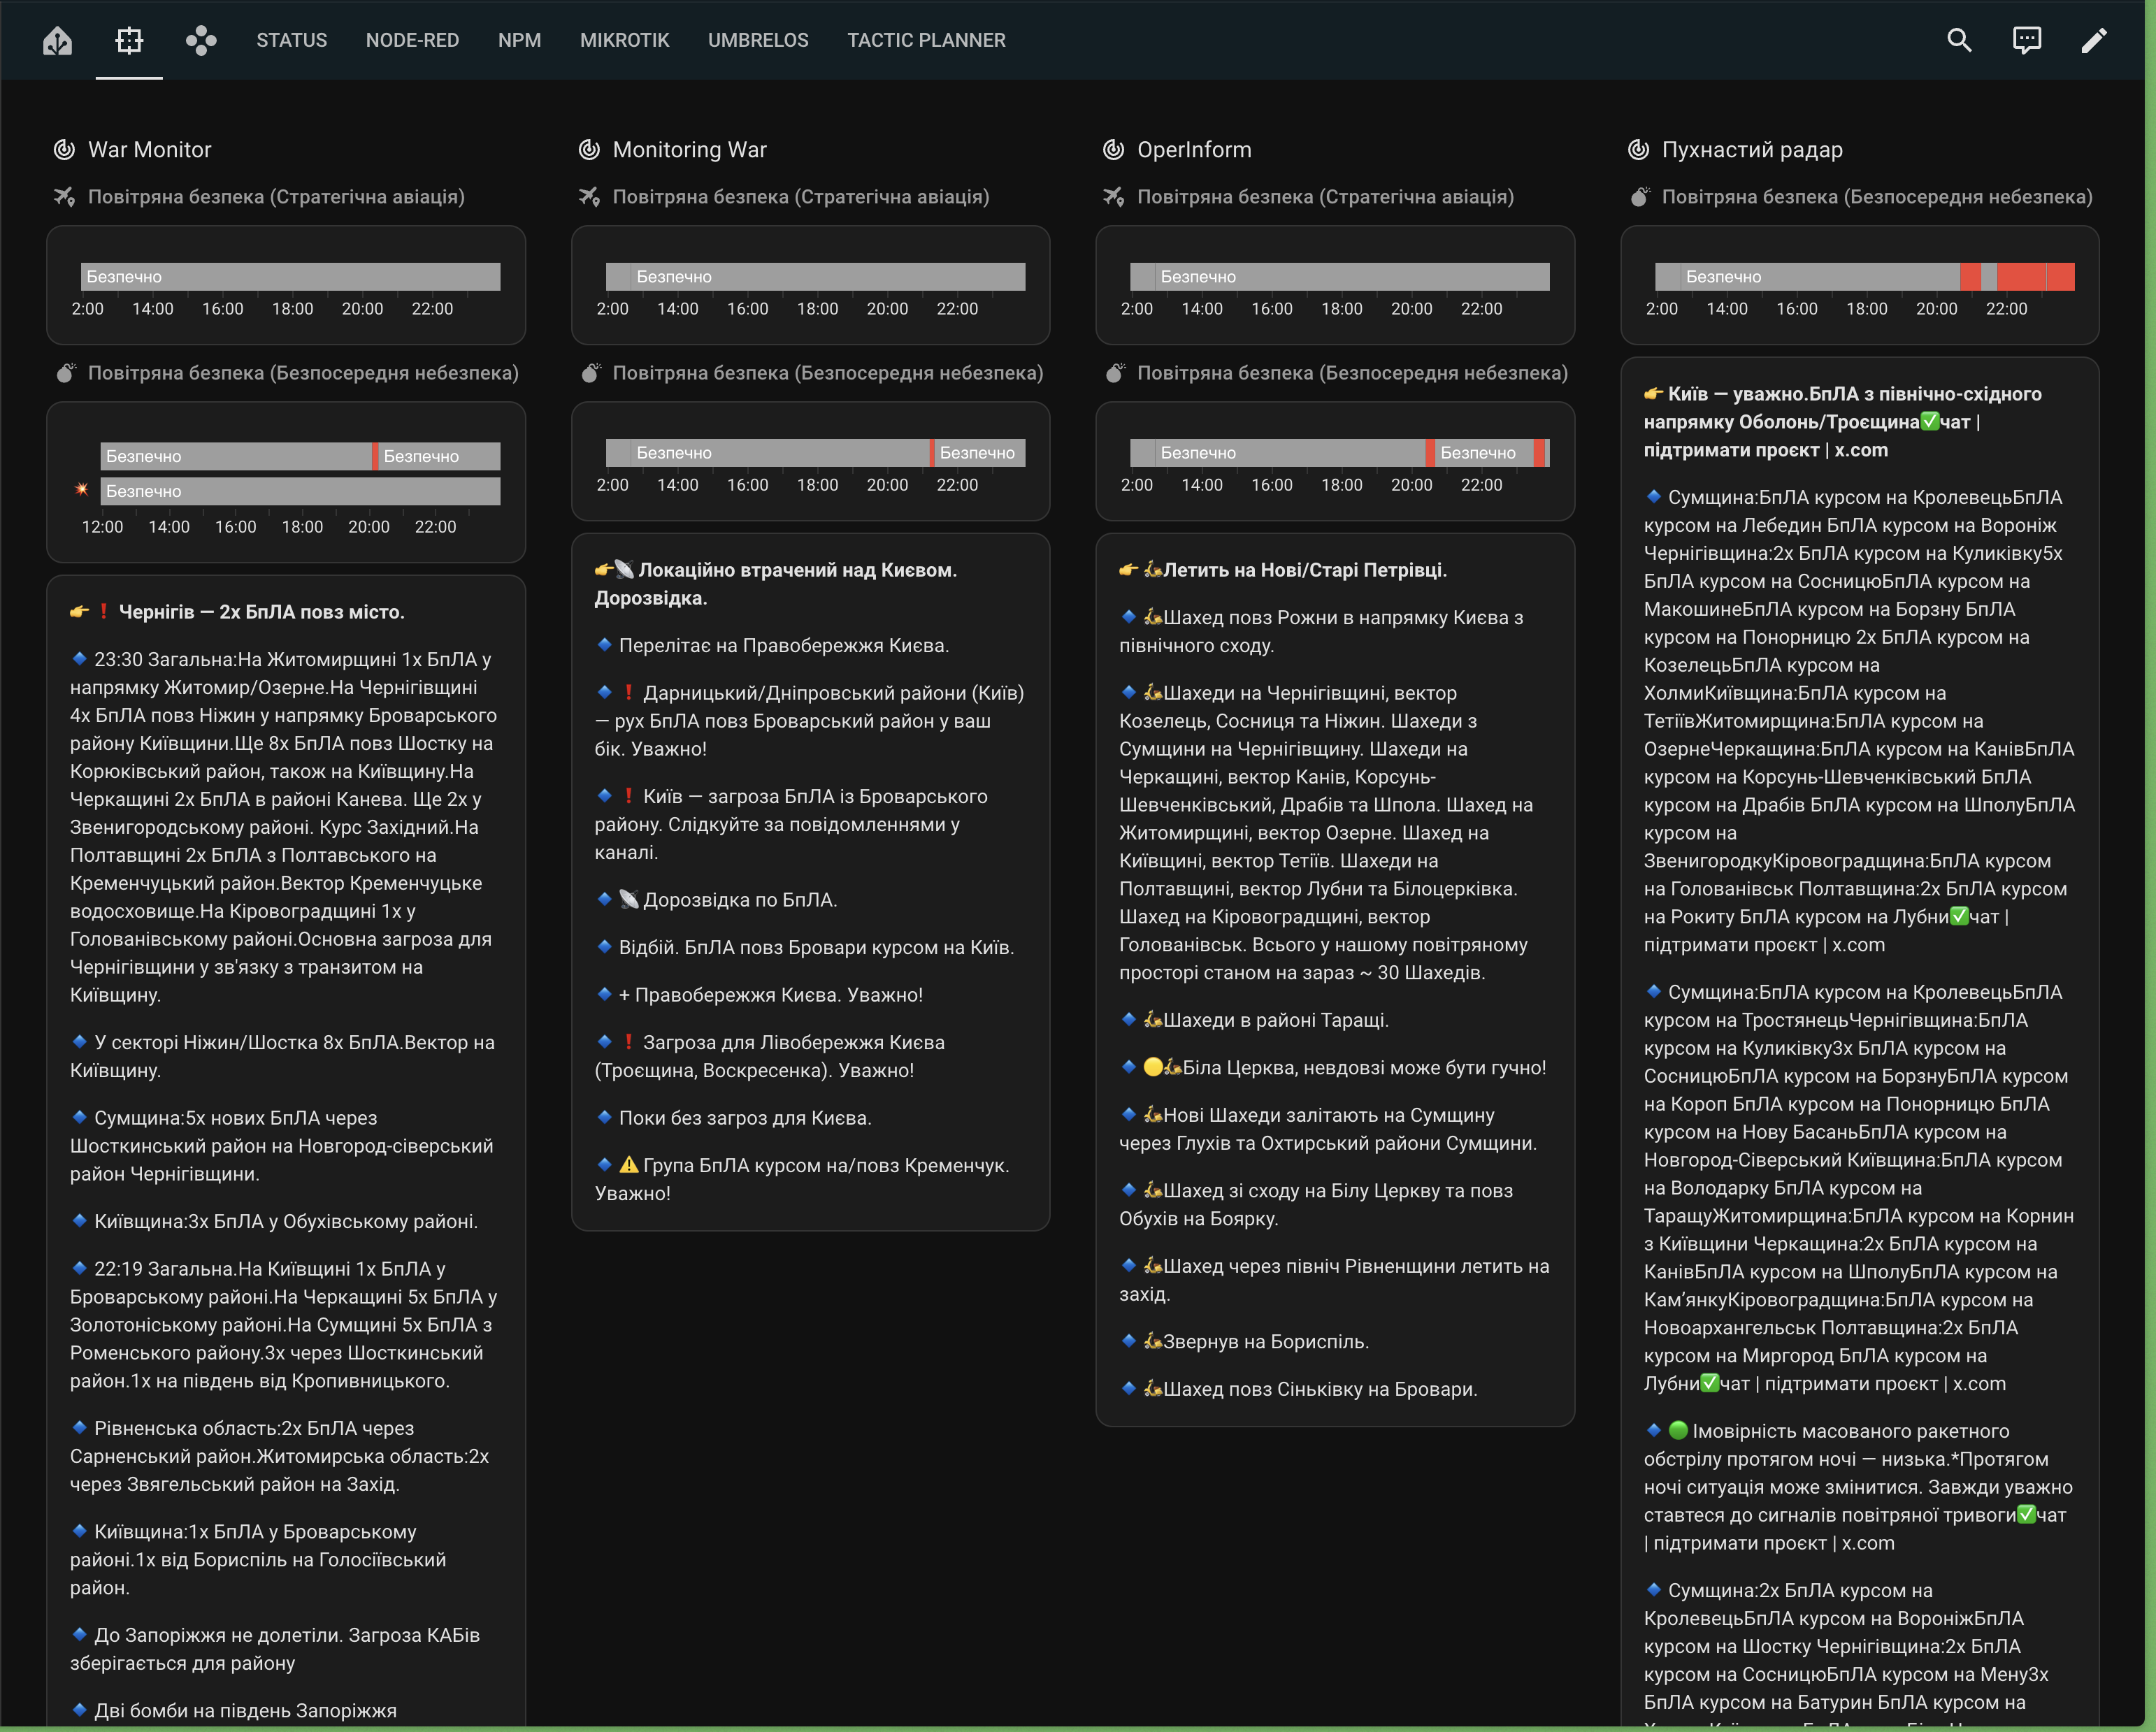 STATUS NODE-RED NPM MIKROTIK UMBRELOS TACTIC PLANNER
War Monitor
Повітряна безпека (Стратегічна авіація)
Безпечно
2:00 14:00 16:00 18:00 20:00 22:00
Повітряна безпека (Безпосередня небезпека)
Безпечно Безпечно
💥 Безпечно
12:00 14:00 16:00 18:00 20:00 22:00
👉❗ Чернігів — 2х БпЛА повз місто.
🔹 23:30 Загальна:На Житомирщині 1х БпЛА у
напрямку Житомир/Озерне.На Чернігівщині
4х БпЛА повз Ніжин у напрямку Броварського
району Київщини.Ще 8х БпЛА повз Шостку на
Корюківський район, також на Київщину.На
Черкащині 2х БпЛА в районі Канева. Ще 2х у
Звенигородському районі. Курс Західний.На
Полтавщині 2х БпЛА з Полтавського на
Кременчуцький район.Вектор Кременчуцьке
водосховище.На Кіровоградщині 1х у
Голованівському районі.Основна загроза для
Чернігівщини у зв'язку з транзитом на
Київщину.
🔹 У секторі Ніжин/Шостка 8х БпЛА.Вектор на
Київщину.
🔹 Сумщина:5х нових БпЛА через
Шосткинський район на Новгород-сіверський
район Чернігівщини.
🔹 Київщина:3х БпЛА у Обухівському районі.
🔹 22:19 Загальна.На Київщині 1х БпЛА у
Броварському районі.На Черкащині 5х БпЛА у
Золотоніському районі.На Сумщині 5х БпЛА з
Роменського району.3х через Шосткинський
район.1х на південь від Кропивницького.
🔹 Рівненська область:2х БпЛА через
Сарненський район.Житомирська область:2х
через Звягельський район на Захід.
🔹 Київщина:1х БпЛА у Броварському
районі.1х від Бориспіль на Голосіївський
район.
🔹 До Запоріжжя не долетіли. Загроза КАБів
зберігається для району
🔹 Дві бомби на південь Запоріжжя
Monitoring War
Повітряна безпека (Стратегічна авіація)
Безпечно
2:00 14:00 16:00 18:00 20:00 22:00
Повітряна безпека (Безпосередня небезпека)
Безпечно Безпечно
2:00 14:00 16:00 18:00 20:00 22:00
👉📡 Локаційно втрачений над Києвом.
Дорозвідка.
🔹 Перелітає на Правобережжя Києва.
🔹❗ Дарницький/Дніпровський райони (Київ)
— рух БпЛА повз Броварський район у ваш
бік. Уважно!
🔹❗ Київ — загроза БпЛА із Броварського
району. Слідкуйте за повідомленнями у
каналі.
🔹📡 Дорозвідка по БпЛА.
🔹 Відбій. БпЛА повз Бровари курсом на Київ.
🔹 + Правобережжя Києва. Уважно!
🔹❗ Загроза для Лівобережжя Києва
(Троєщина, Воскресенка). Уважно!
🔹 Поки без загроз для Києва.
🔹⚠️ Група БпЛА курсом на/повз Кременчук.
Уважно!
OperInform
Повітряна безпека (Стратегічна авіація)
Безпечно
2:00 14:00 16:00 18:00 20:00 22:00
Повітряна безпека (Безпосередня небезпека)
Безпечно Безпечно
2:00 14:00 16:00 18:00 20:00 22:00
👉🛵Летить на Нові/Старі Петрівці.
🔹🛵Шахед повз Рожни в напрямку Києва з
північного сходу.
🔹🛵Шахеди на Чернігівщині, вектор
Козелець, Сосниця та Ніжин. Шахеди з
Сумщини на Чернігівщину. Шахеди на
Черкащині, вектор Канів, Корсунь-
Шевченківський, Драбів та Шпола. Шахед на
Житомирщині, вектор Озерне. Шахед на
Київщині, вектор Тетіїв. Шахеди на
Полтавщині, вектор Лубни та Білоцерківка.
Шахед на Кіровоградщині, вектор
Голованівськ. Всього у нашому повітряному
просторі станом на зараз ~ 30 Шахедів.
🔹🛵Шахеди в районі Таращі.
🔹🟡🛵Біла Церква, невдовзі може бути гучно!
🔹🛵Нові Шахеди залітають на Сумщину
через Глухів та Охтирський райони Сумщини.
🔹🛵Шахед зі сходу на Білу Церкву та повз
Обухів на Боярку.
🔹🛵Шахед через північ Рівненщини летить на
захід.
🔹🛵Звернув на Бориспіль.
🔹🛵Шахед повз Сіньківку на Бровари.
Пухнастий радар
Повітряна безпека (Безпосередня небезпека)
Безпечно
2:00 14:00 16:00 18:00 20:00 22:00
👉 Київ — уважно.БпЛА з північно-східного
напрямку Оболонь/Троєщина✅чат |
підтримати проєкт | x.com
🔹 Сумщина:БпЛА курсом на КролевецьБпЛА
курсом на Лебедин БпЛА курсом на Вороніж
Чернігівщина:2х БпЛА курсом на Куликівку5х
БпЛА курсом на СосницюБпЛА курсом на
МакошинеБпЛА курсом на Борзну БпЛА
курсом на Понорницю 2х БпЛА курсом на
КозелецьБпЛА курсом на
ХолмиКиївщина:БпЛА курсом на
ТетіївЖитомирщина:БпЛА курсом на
ОзернеЧеркащина:БпЛА курсом на КанівБпЛА
курсом на Корсунь-Шевченківський БпЛА
курсом на Драбів БпЛА курсом на ШполуБпЛА
курсом на
ЗвенигородкуКіровоградщина:БпЛА курсом
на Голованівськ Полтавщина:2х БпЛА курсом
на Рокиту БпЛА курсом на Лубни✅чат |
підтримати проєкт | x.com
🔹 Сумщина:БпЛА курсом на КролевецьБпЛА
курсом на ТростянецьЧернігівщина:БпЛА
курсом на Куликівку3х БпЛА курсом на
СосницюБпЛА курсом на БорзнуБпЛА курсом
на Короп БпЛА курсом на Понорницю БпЛА
курсом на Нову БасаньБпЛА курсом на
Новгород-Сіверський Київщина:БпЛА курсом
на Володарку БпЛА курсом на
ТаращуЖитомирщина:БпЛА курсом на Корнин
з Київщини Черкащина:2х БпЛА курсом на
КанівБпЛА курсом на ШполуБпЛА курсом на
Кам’янкуКіровоградщина:БпЛА курсом на
Новоархангельськ Полтавщина:2х БпЛА
курсом на Миргород БпЛА курсом на
Лубни✅чат | підтримати проєкт | x.com
🔹🟢 Імовірність масованого ракетного
обстрілу протягом ночі — низька.*Протягом
ночі ситуація може змінитися. Завжди уважно
ставтеся до сигналів повітряної тривоги✅чат
| підтримати проєкт | x.com
🔹 Сумщина:2х БпЛА курсом на
КролевецьБпЛА курсом на ВороніжБпЛА
курсом на Шостку Чернігівщина:2х БпЛА
курсом на СосницюБпЛА курсом на Мену3х
БпЛА курсом на Батурин БпЛА курсом на